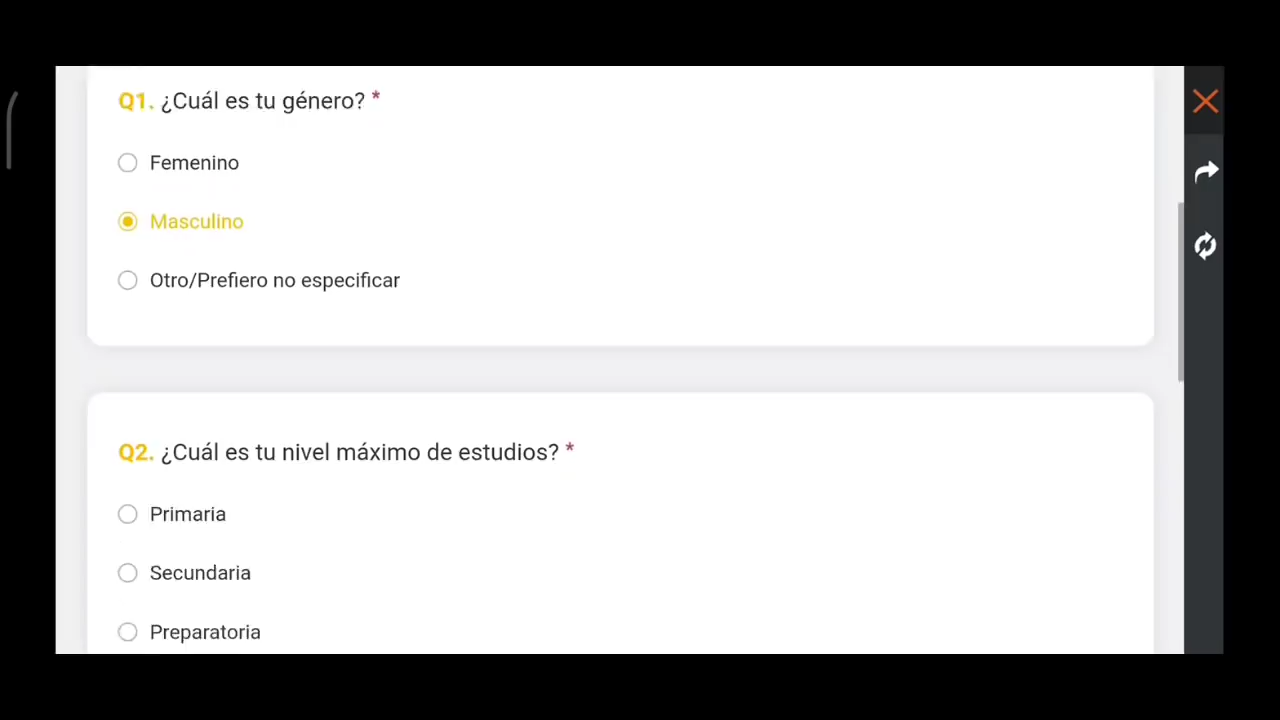 Q1. ¿Cuál es tu género? *
Femenino
Masculino
Otro/Prefiero no especificar
Q2. ¿Cuál es tu nivel máximo de estudios? *
Primaria
Secundaria
Preparatoria